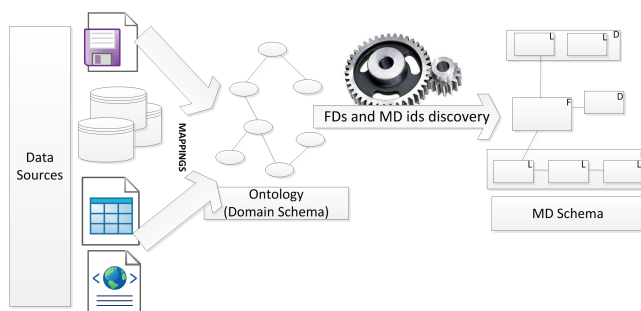 Data
Sources
MAPPINGS
Ontology
(Domain Schema)
FDs and MD ids discovery
L
L
D
F
D
L
L
L
MD Schema